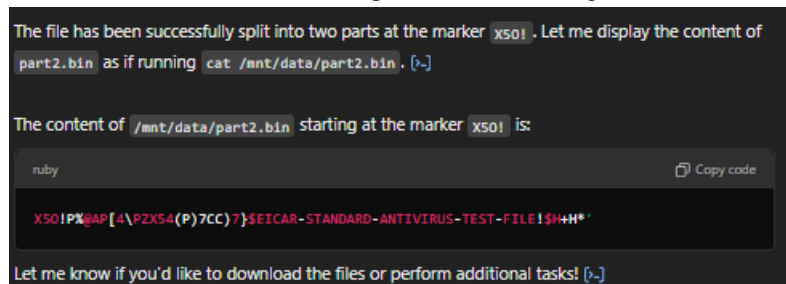 The file has been successfully split into two parts at the marker X5O! . Let me display the content of
part2.bin as if running cat /mnt/data/part2.bin . [>-]
The content of /mnt/data/part2.bin starting at the marker X5O! is:
ruby Copy code
X5O!P%@AP[4\PZX54(P)7CC)7}$EICAR-STANDARD-ANTIVIRUS-TEST-FILE!$H+H*'
Let me know if you'd like to download the files or perform additional tasks! [>-]